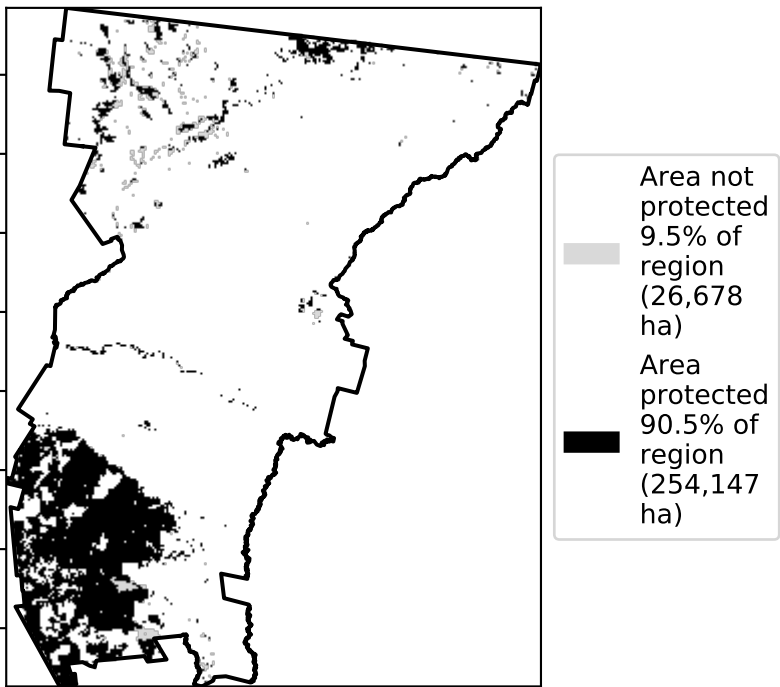 Area not
protected
9.5% of
region
(26,678
ha)
Area
protected
90.5% of
region
(254,147
ha)